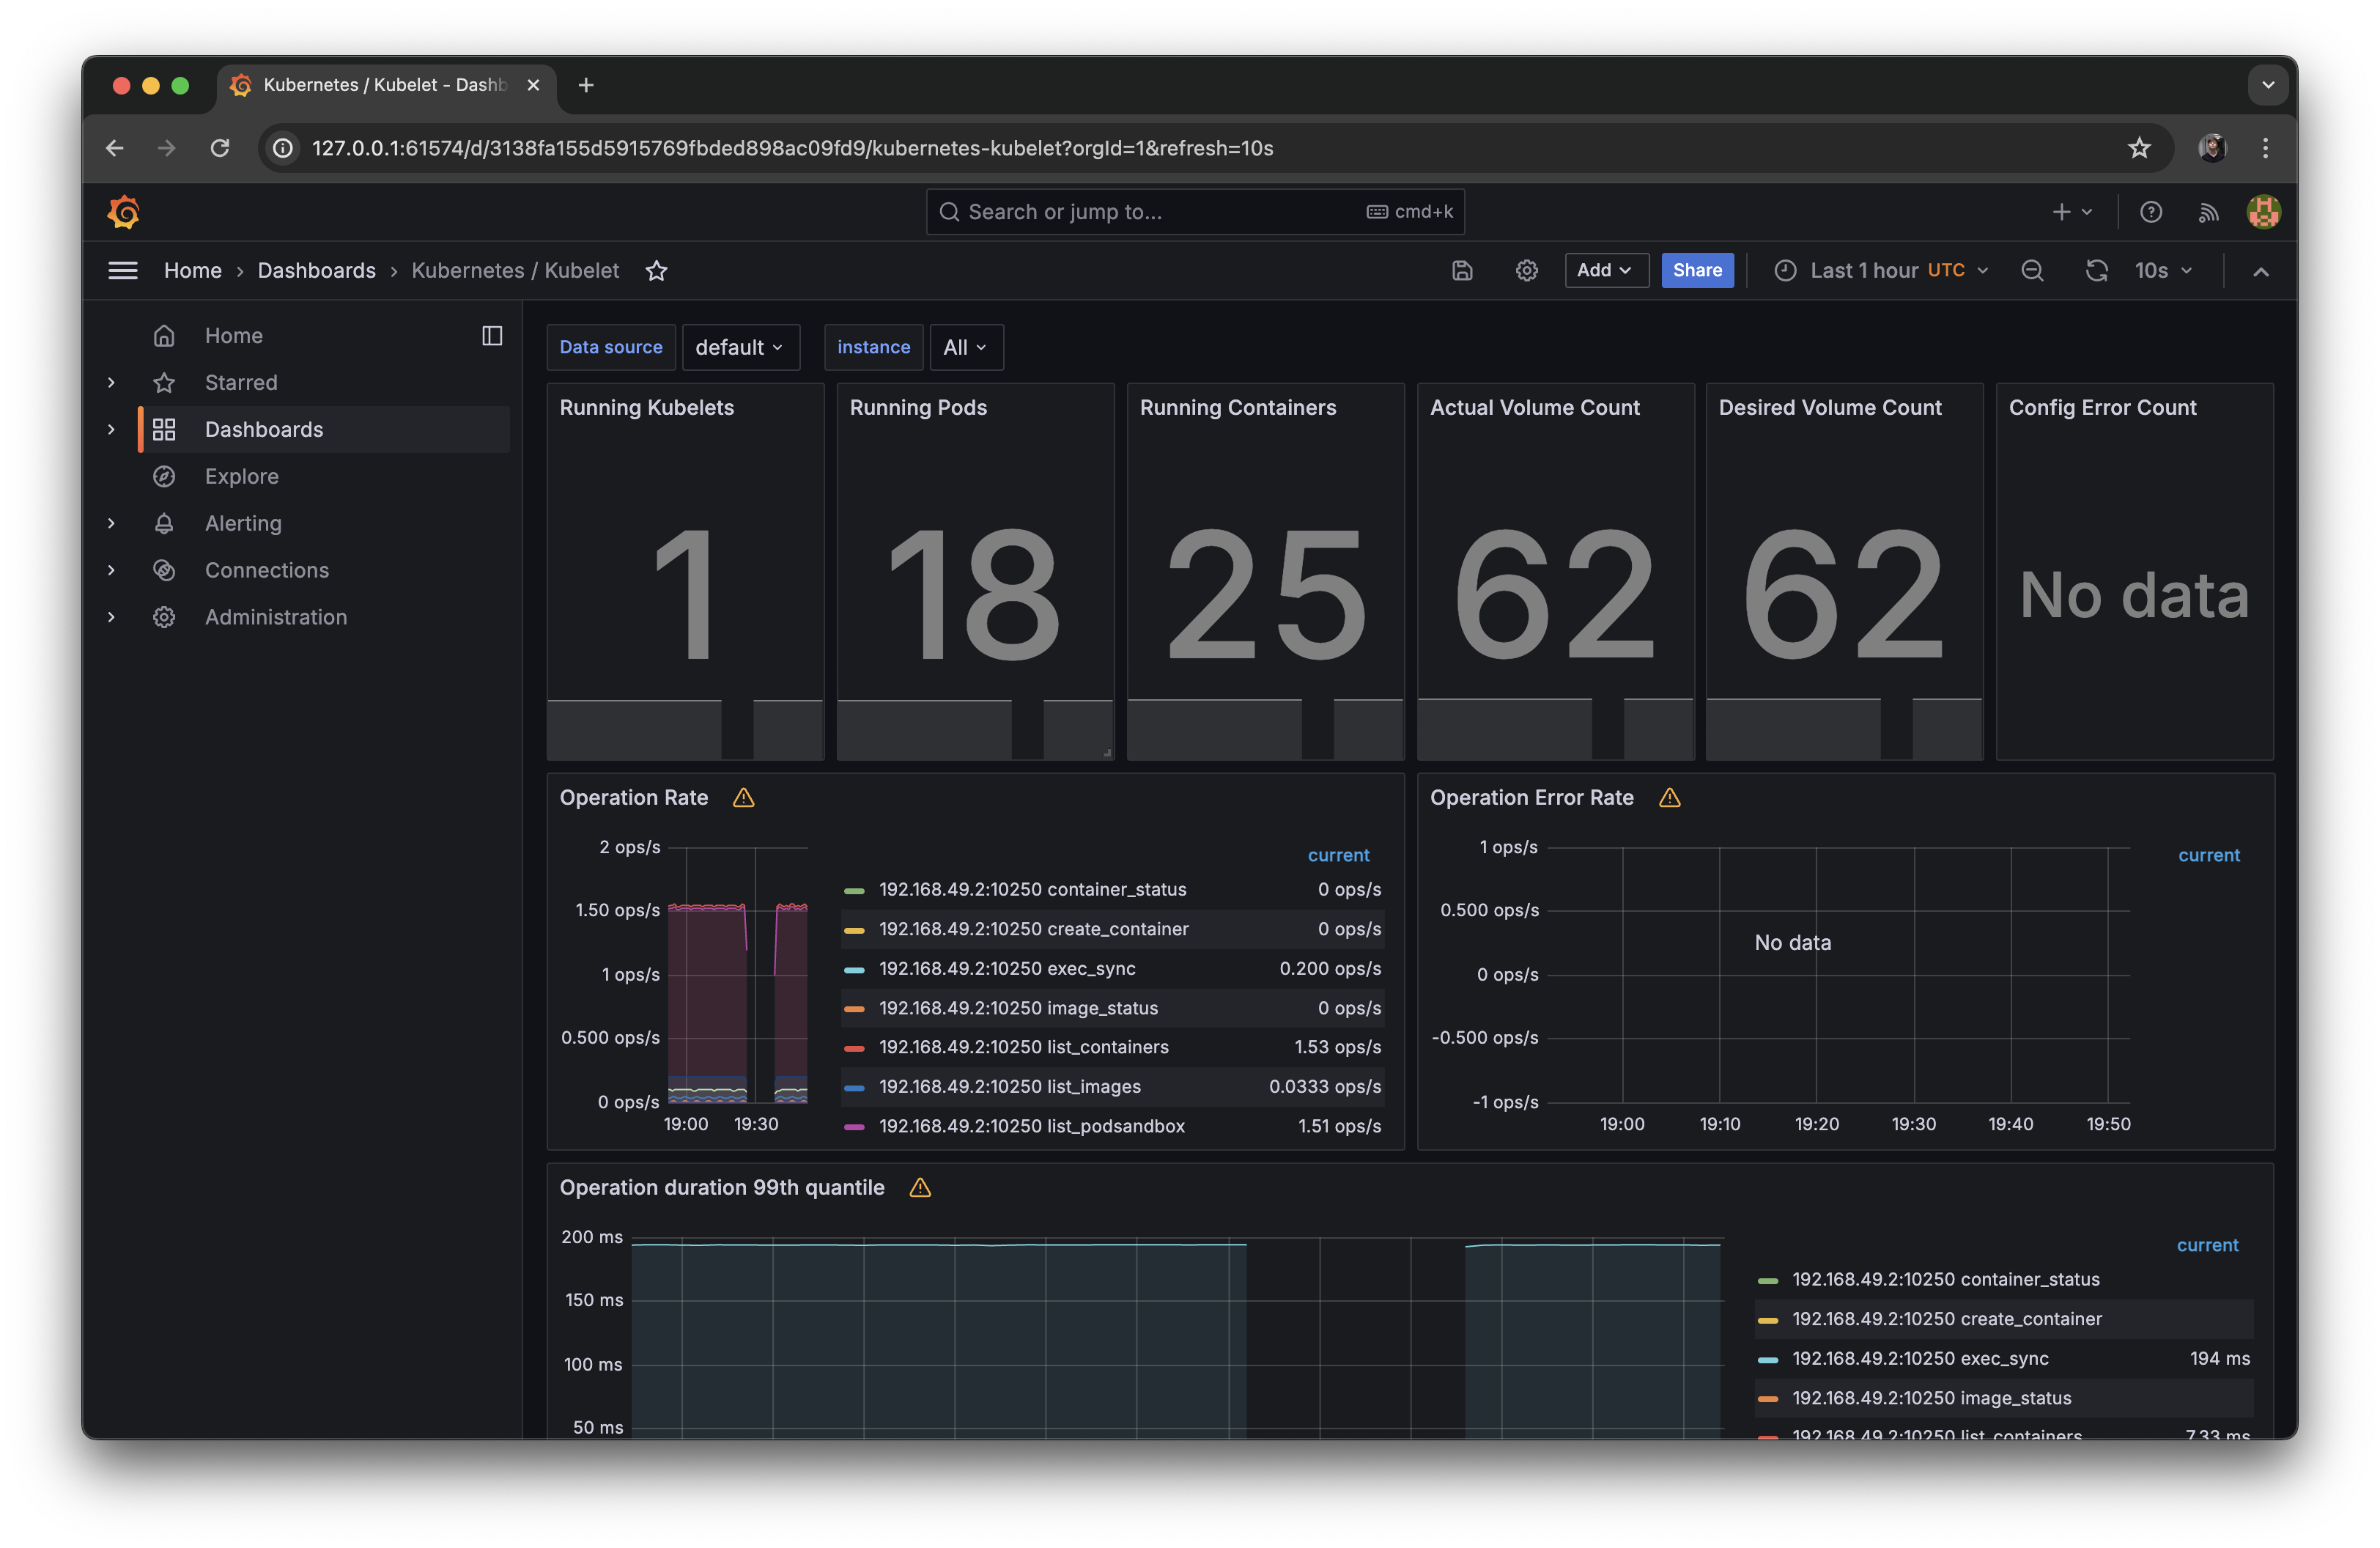 Kubernetes / Kubelet - Dashb
127.0.0.1:61574/d/3138fa155d5915769fbded898ac09fd9/kubernetes-kubelet?orgId=1&refresh=10s
Search or jump to...
cmd+k
Home
Dashboards
Kubernetes / Kubelet
Add
Share
Last 1 hour UTC
10s
Home
Starred
Dashboards
Explore
Alerting
Connections
Administration
Data source
default
instance
All
Running Kubelets
1
Running Pods
18
Running Containers
25
Actual Volume Count
62
Desired Volume Count
62
Config Error Count
No data
Operation Rate
2 ops/s
1.50 ops/s
1 ops/s
0.500 ops/s
0 ops/s
19:00
19:30
current
192.168.49.2:10250 container_status 0 ops/s
192.168.49.2:10250 create_container 0 ops/s
192.168.49.2:10250 exec_sync 0.200 ops/s
192.168.49.2:10250 image_status 0 ops/s
192.168.49.2:10250 list_containers 1.53 ops/s
192.168.49.2:10250 list_images 0.0333 ops/s
192.168.49.2:10250 list_podsandbox 1.51 ops/s
Operation Error Rate
1 ops/s
0.500 ops/s
0 ops/s
-0.500 ops/s
-1 ops/s
No data
19:00
19:10
19:20
19:30
19:40
19:50
current
Operation duration 99th quantile
200 ms
150 ms
100 ms
50 ms
current
192.168.49.2:10250 container_status
192.168.49.2:10250 create_container
192.168.49.2:10250 exec_sync 194 ms
192.168.49.2:10250 image_status
192.168.49.2:10250 list_containers 7.33 ms